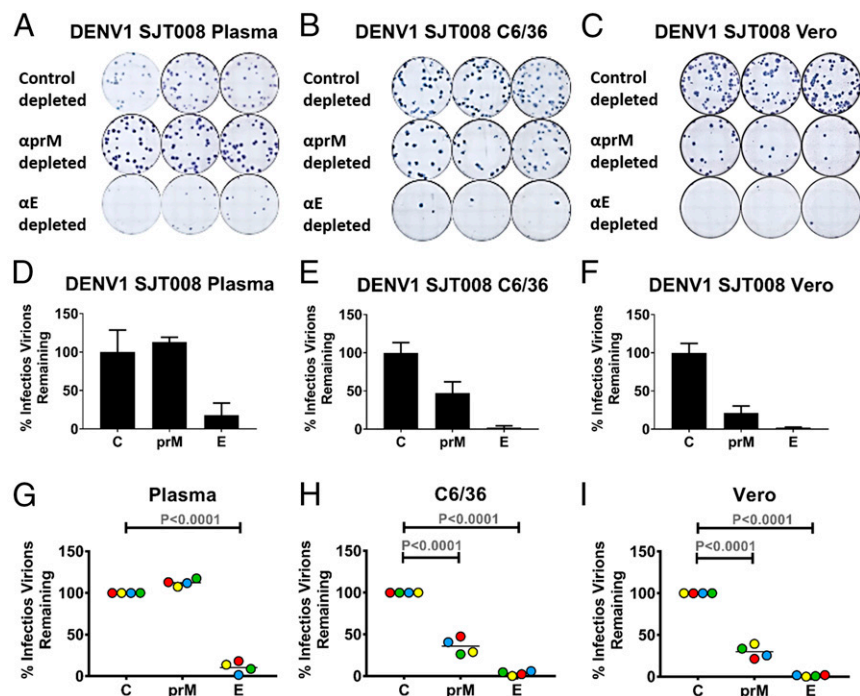 A DENV1 SJT008 Plasma
Control
depleted
αprM
depleted
αE
depleted
B DENV1 SJT008 C6/36
Control
depleted
αprM
depleted
αE
depleted
C DENV1 SJT008 Vero
Control
depleted
αprM
depleted
αE
depleted
D DENV1 SJT008 Plasma
% Infectios Virions
Remaining
150
100
50
0
C prM E
E DENV1 SJT008 C6/36
% Infectios Virions
Remaining
150
100
50
0
C prM E
F DENV1 SJT008 Vero
% Infectios Virions
Remaining
150
100
50
0
C prM E
G Plasma
P<0.0001
% Infectios Virions
Remaining
150
100
50
0
C prM E
H C6/36
P<0.0001
P<0.0001
% Infectios Virions
Remaining
150
100
50
0
C prM E
I Vero
P<0.0001
P<0.0001
% Infectios Virions
Remaining
150
100
50
0
C prM E